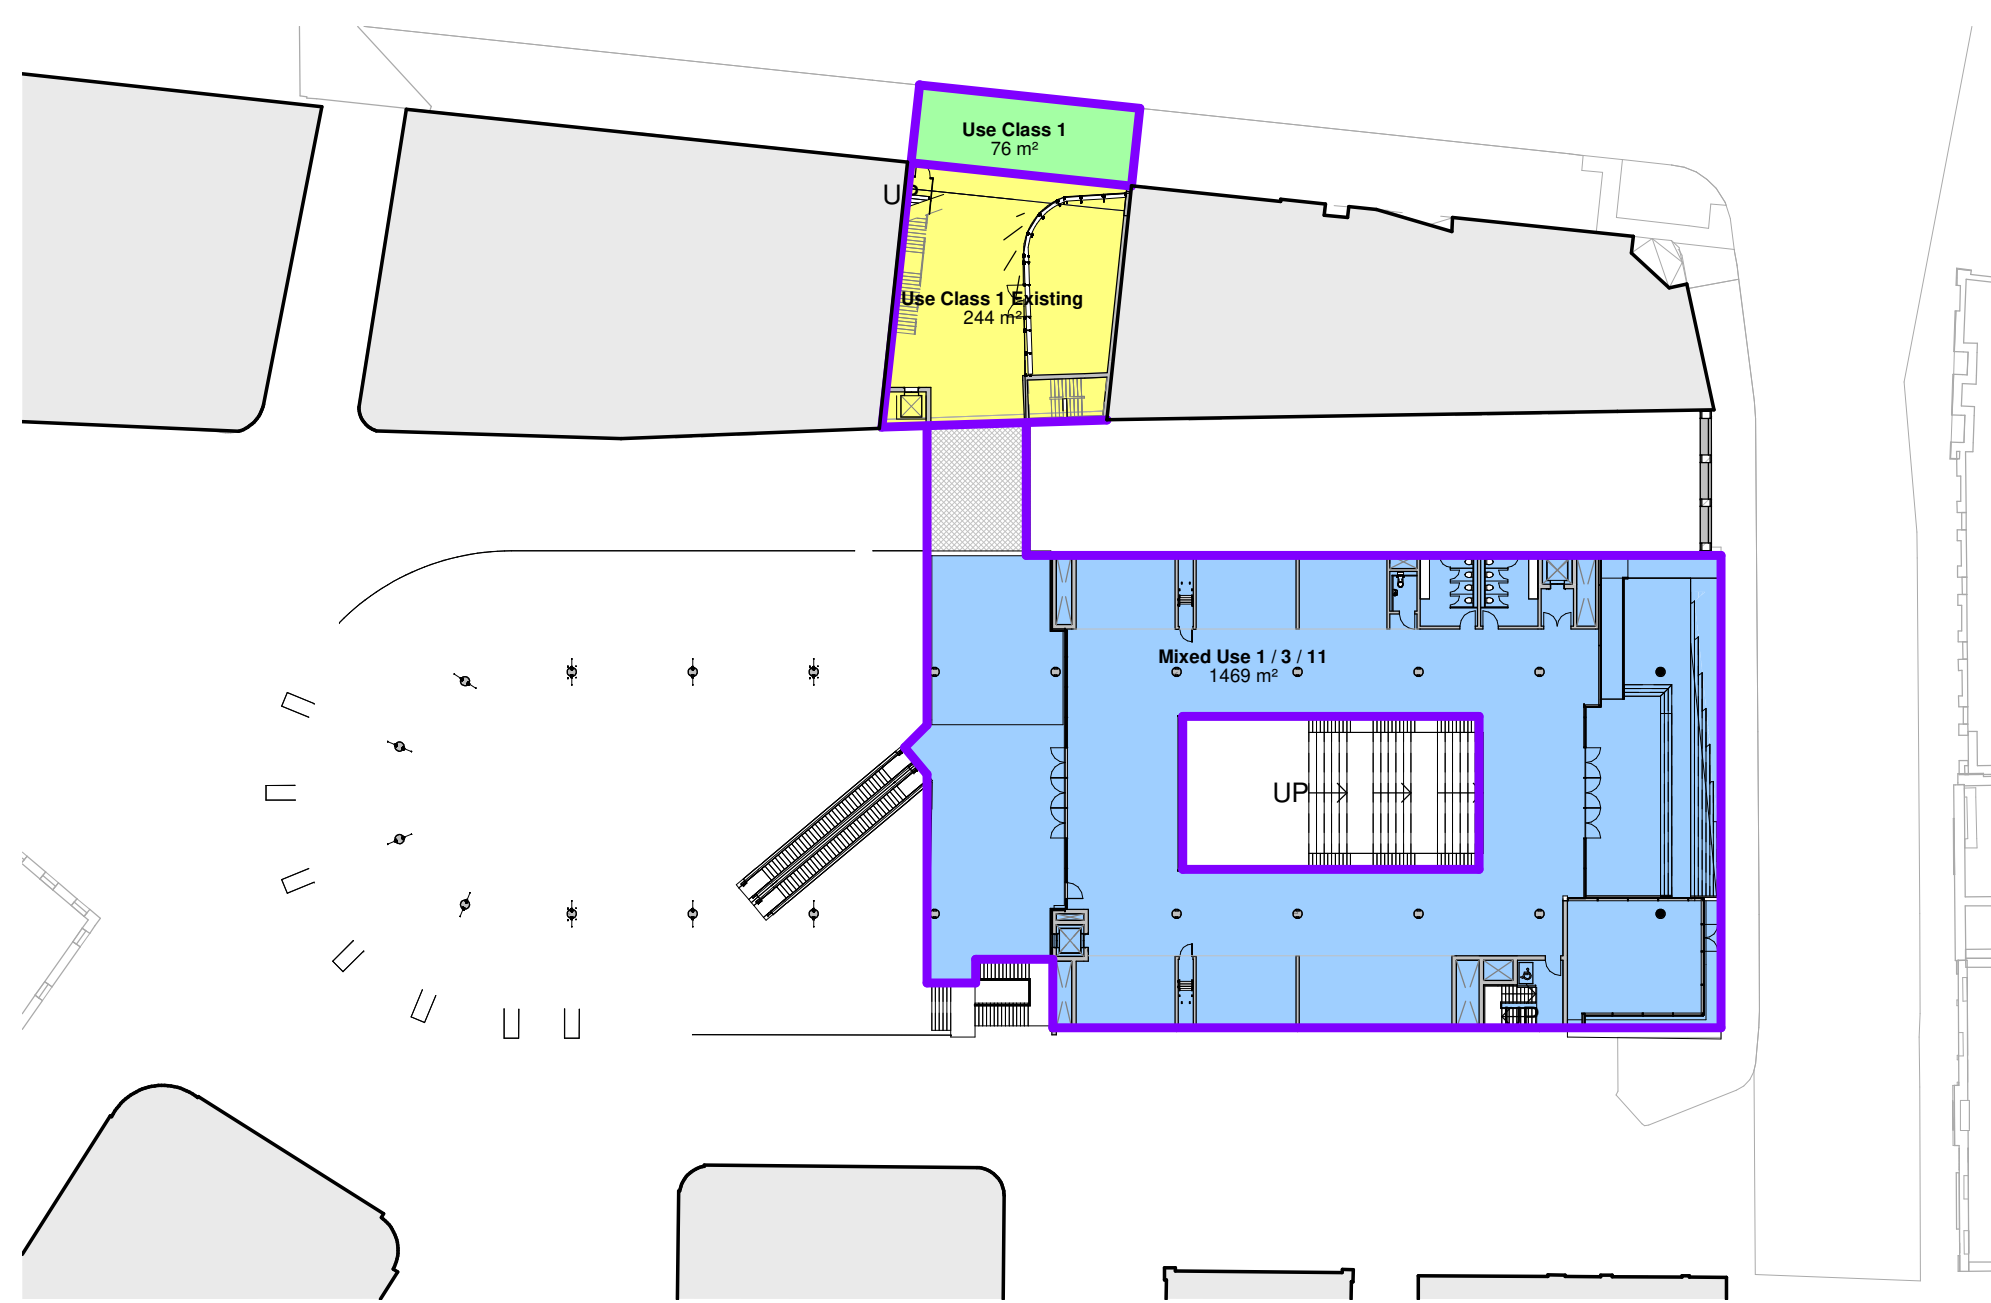 Use Class 1
76 m²
UP
Use Class 1 Existing
244 m²
Mixed Use 1 / 3 / 11
1469 m²
UP